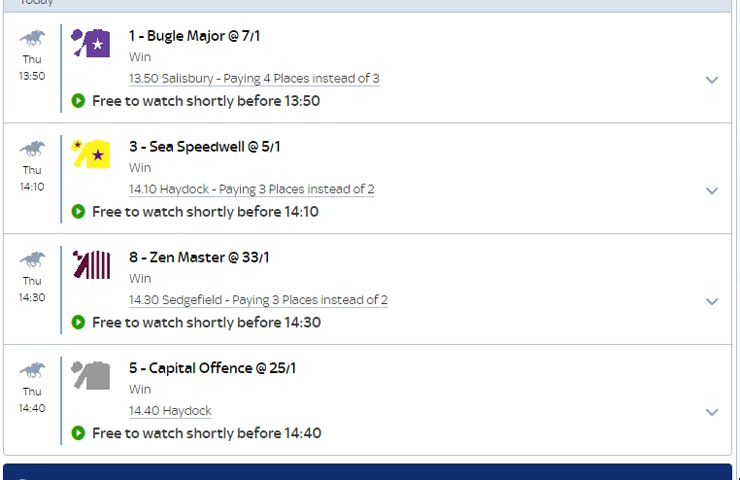 Today
1 - Bugle Major @ 7/1
Win
13.50 Salisbury - Paying 4 Places instead of 3
Thu
13:50
Free to watch shortly before 13:50
3 - Sea Speedwell @ 5/1
Win
14.10 Haydock - Paying 3 Places instead of 2
Thu
14:10
Free to watch shortly before 14:10
8 - Zen Master @ 33/1
Win
14.30 Sedgefield - Paying 3 Places instead of 2
Thu
14:30
Free to watch shortly before 14:30
5 - Capital Offence @ 25/1
Win
14.40 Haydock
Thu
14:40
Free to watch shortly before 14:40